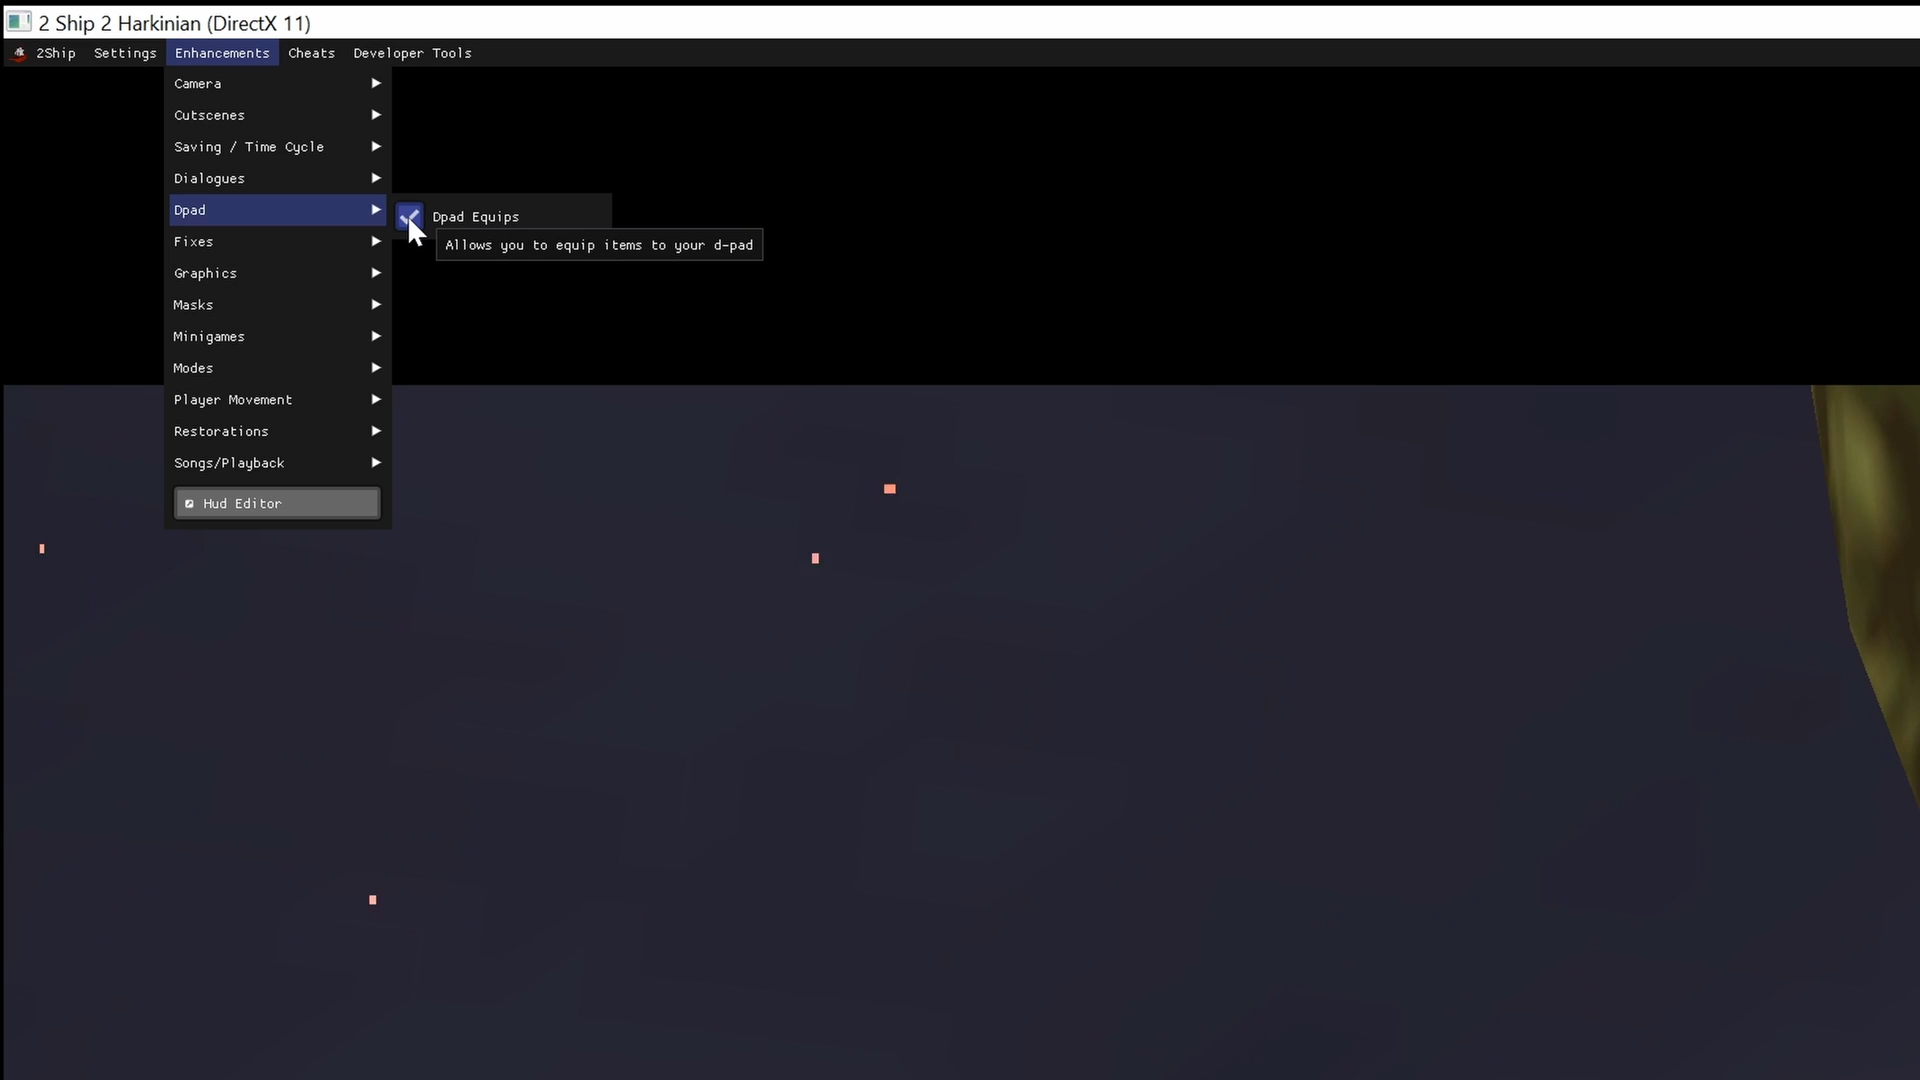 2 Ship 2 Harkinian (DirectX 11)
2Ship Settings Enhancements Cheats Developer Tools
Camera
Cutscenes
Saving / Time Cycle
Dialogues
Dpad
Dpad Equips
Allows you to equip items to your d-pad
Fixes
Graphics
Masks
Minigames
Modes
Player Movement
Restorations
Songs/Playback
Hud Editor